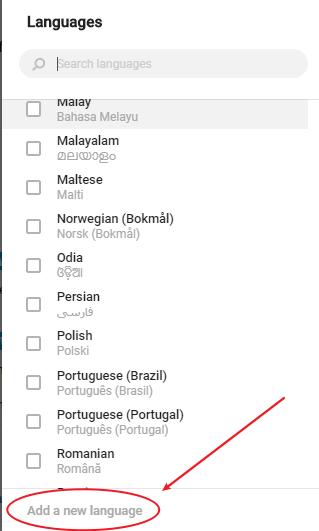 Languages
Search languages
Malay
Bahasa Melayu
Malayalam
മലയാളം
Maltese
Malti
Norwegian (Bokmål)
Norsk (Bokmål)
Odia
ଓଡ଼ିଆ
Persian
فارسی
Polish
Polski
Portuguese (Brazil)
Português (Brasil)
Portuguese (Portugal)
Português (Portugal)
Romanian
Română
Add a new language